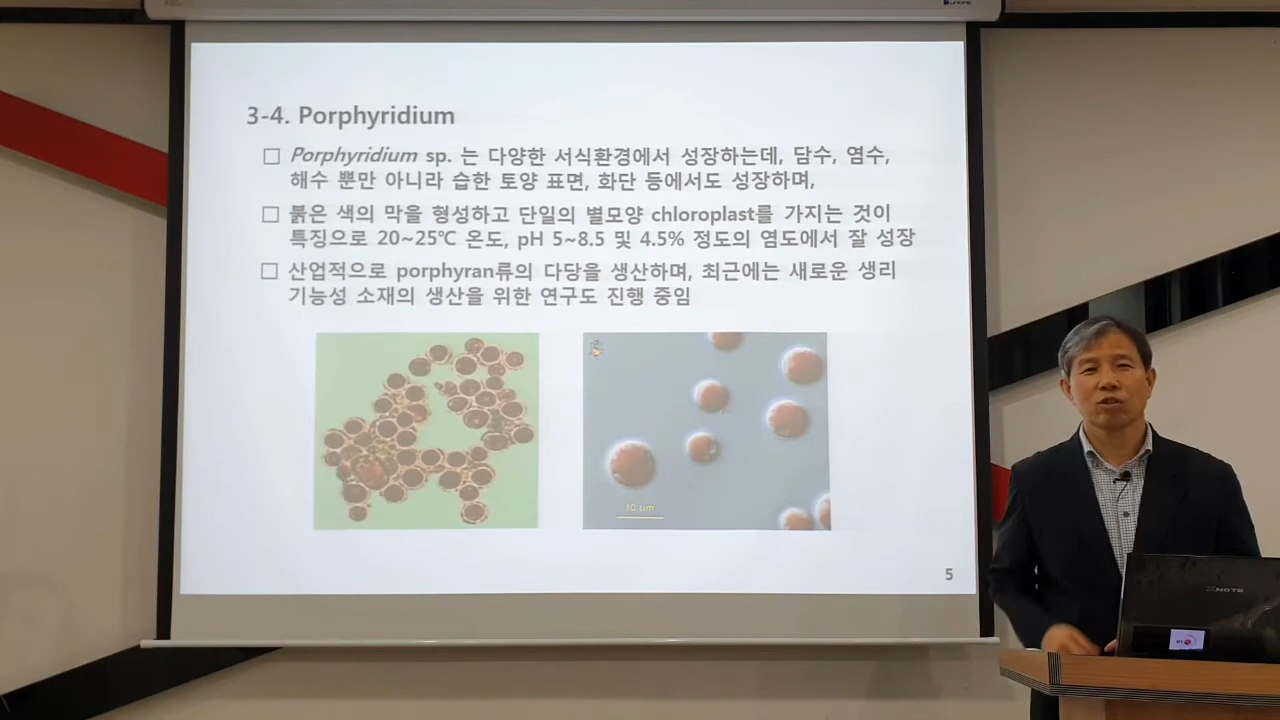 3-4. Porphyridium
□ Porphyridium sp. 는 다양한 서식환경에서 성장하는데, 담수, 염수,
해수 뿐만 아니라 습한 토양 표면, 화단 등에서도 성장하며,
□ 붉은 색의 막을 형성하고 단일의 별모양 chloroplast를 가지는 것이
특징으로 20~25℃ 온도, pH 5~8.5 및 4.5% 정도의 염도에서 잘 성장
□ 산업적으로 porphyran류의 다당을 생산하며, 최근에는 새로운 생리
기능성 소재의 생산을 위한 연구도 진행 중임
10 µm
5
XNOTE